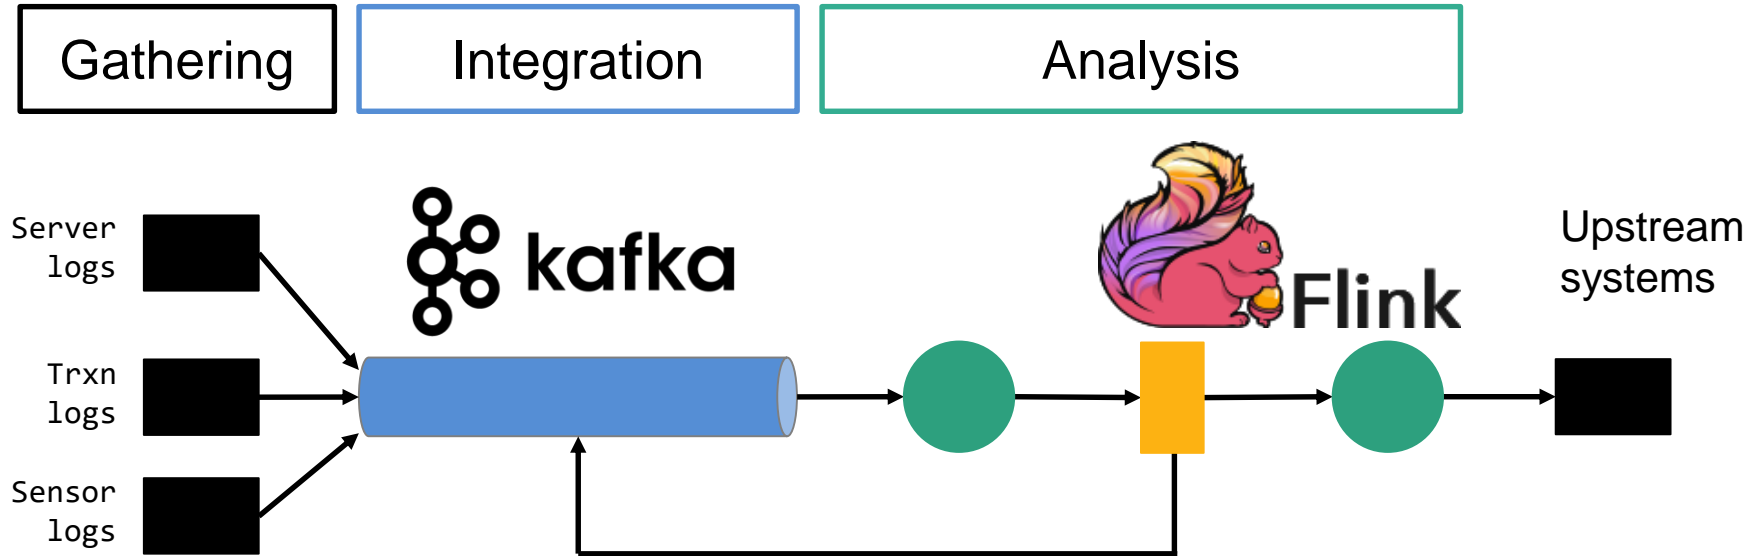 Gathering
Integration
Analysis
Server
logs
kafka
Flink
Upstream
systems
Trxn
logs
Sensor
logs